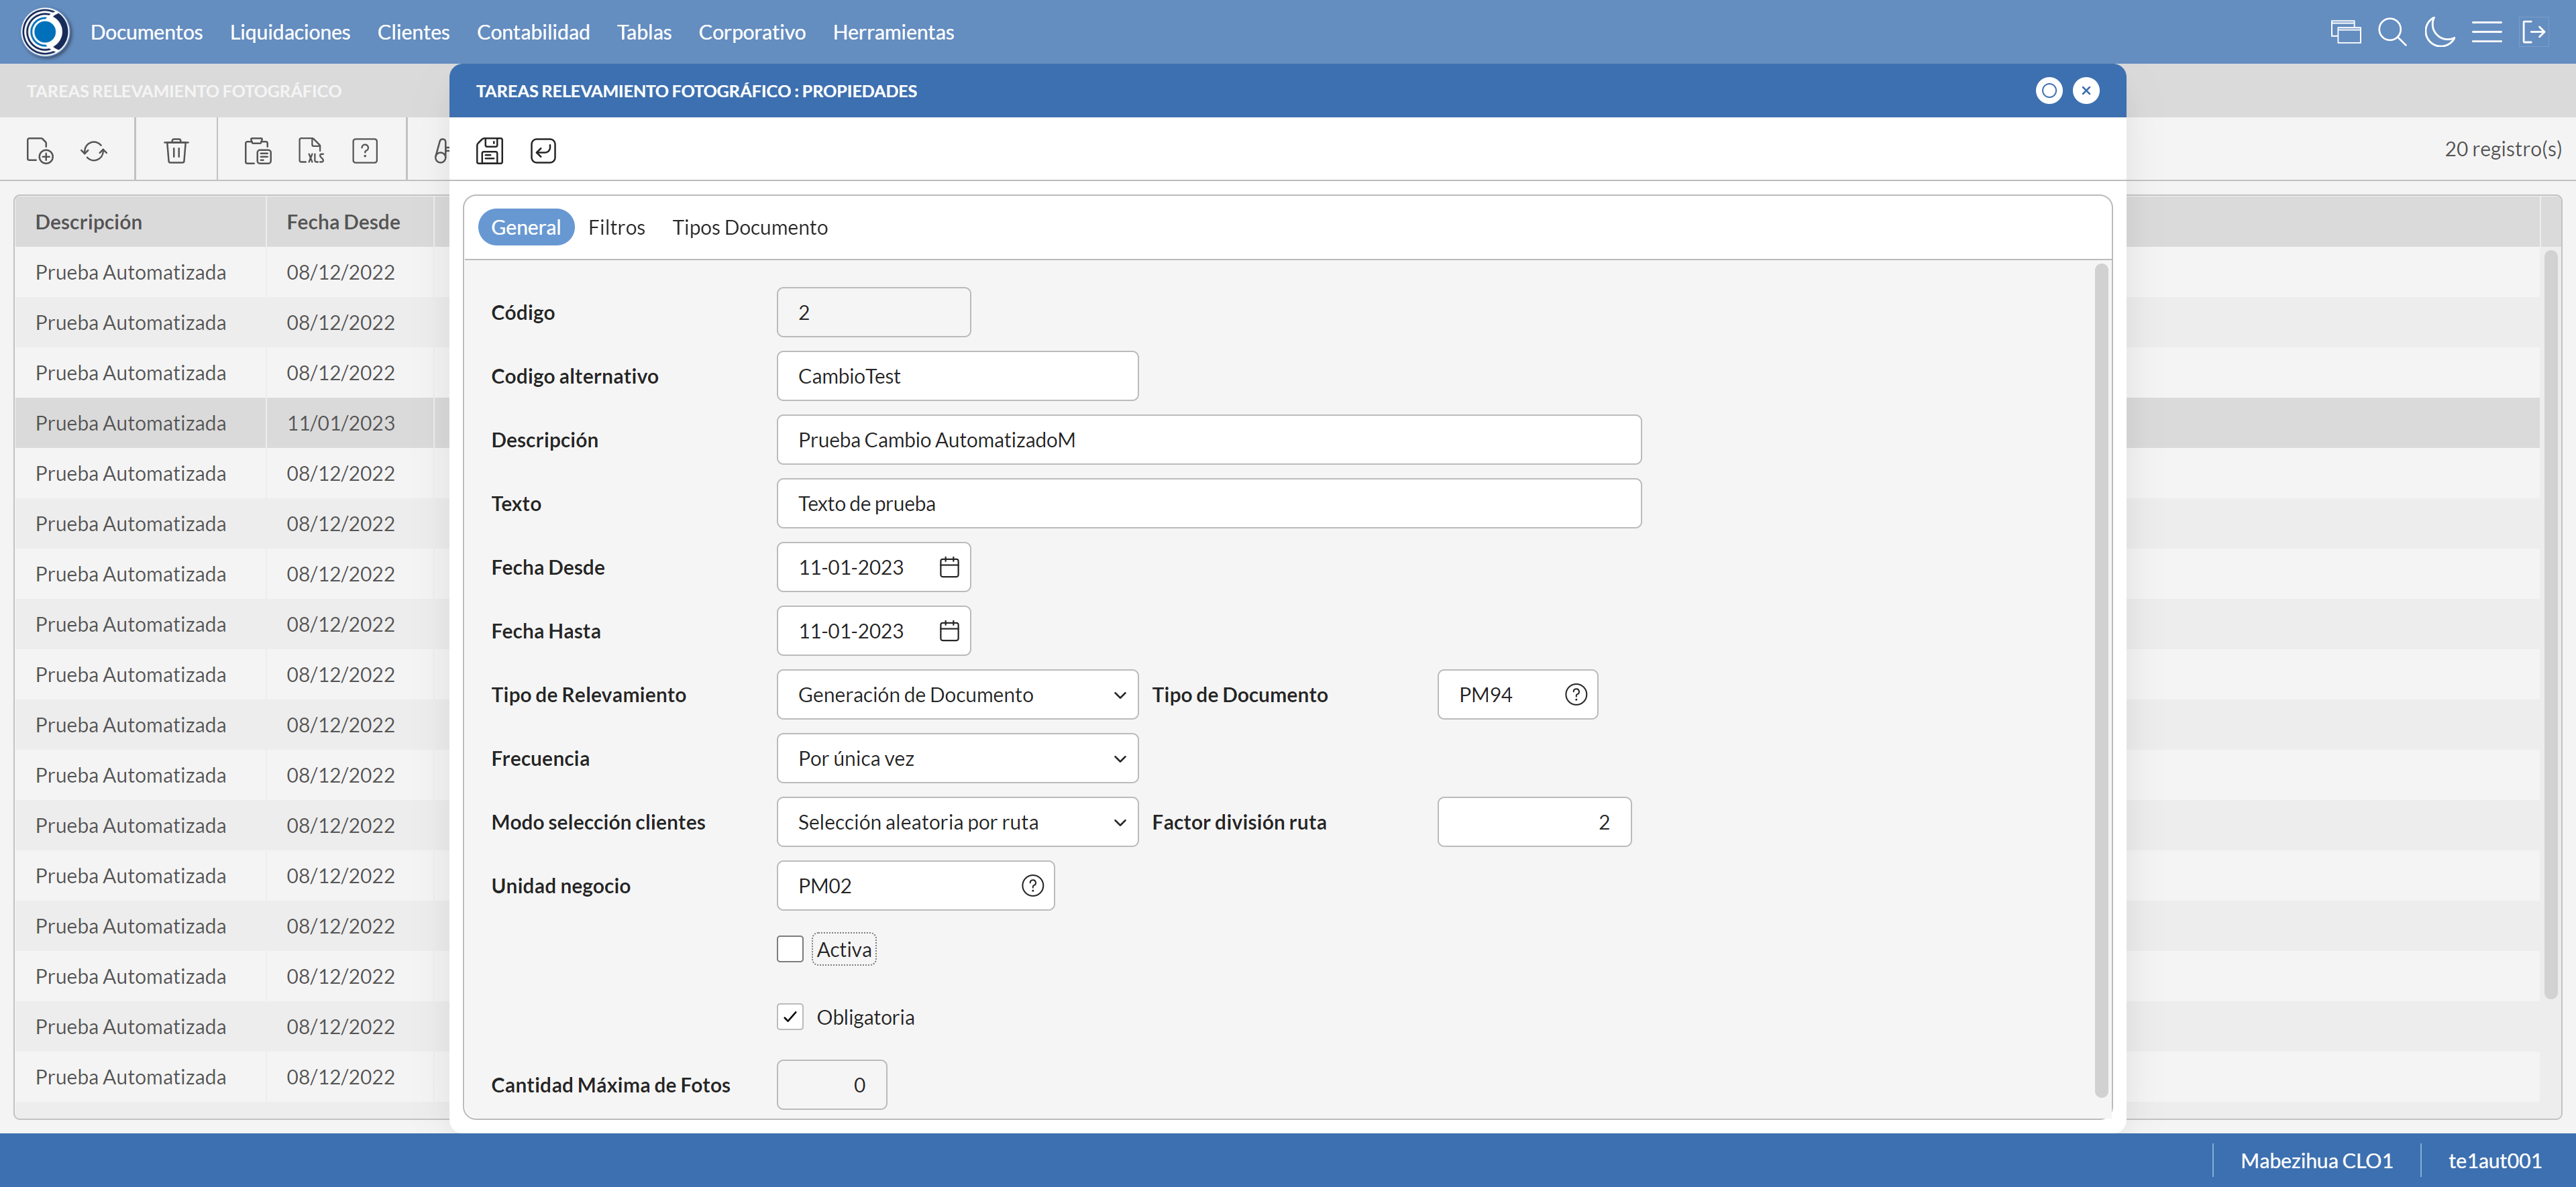 Documentos Liquidaciones Clientes Contabilidad Tablas Corporativo Herramientas
TAREAS RELEVAMIENTO FOTOGRÁFICO
TAREAS RELEVAMIENTO FOTOGRÁFICO : PROPIEDADES
XLS
20 registro(s)
Descripción Fecha Desde
Prueba Automatizada 08/12/2022
Prueba Automatizada 08/12/2022
Prueba Automatizada 08/12/2022
Prueba Automatizada 11/01/2023
Prueba Automatizada 08/12/2022
Prueba Automatizada 08/12/2022
Prueba Automatizada 08/12/2022
Prueba Automatizada 08/12/2022
Prueba Automatizada 08/12/2022
Prueba Automatizada 08/12/2022
Prueba Automatizada 08/12/2022
Prueba Automatizada 08/12/2022
Prueba Automatizada 08/12/2022
Prueba Automatizada 08/12/2022
Prueba Automatizada 08/12/2022
Prueba Automatizada 08/12/2022
Prueba Automatizada 08/12/2022
General Filtros Tipos Documento
Código 2
Codigo alternativo CambioTest
Descripción Prueba Cambio AutomatizadoM
Texto Texto de prueba
Fecha Desde 11-01-2023
Fecha Hasta 11-01-2023
Tipo de Relevamiento Generación de Documento Tipo de Documento PM94
Frecuencia Por única vez
Modo selección clientes Selección aleatoria por ruta Factor división ruta 2
Unidad negocio PM02
Activa
Obligatoria
Cantidad Máxima de Fotos 0
Mabezihua CLO1 te1aut001